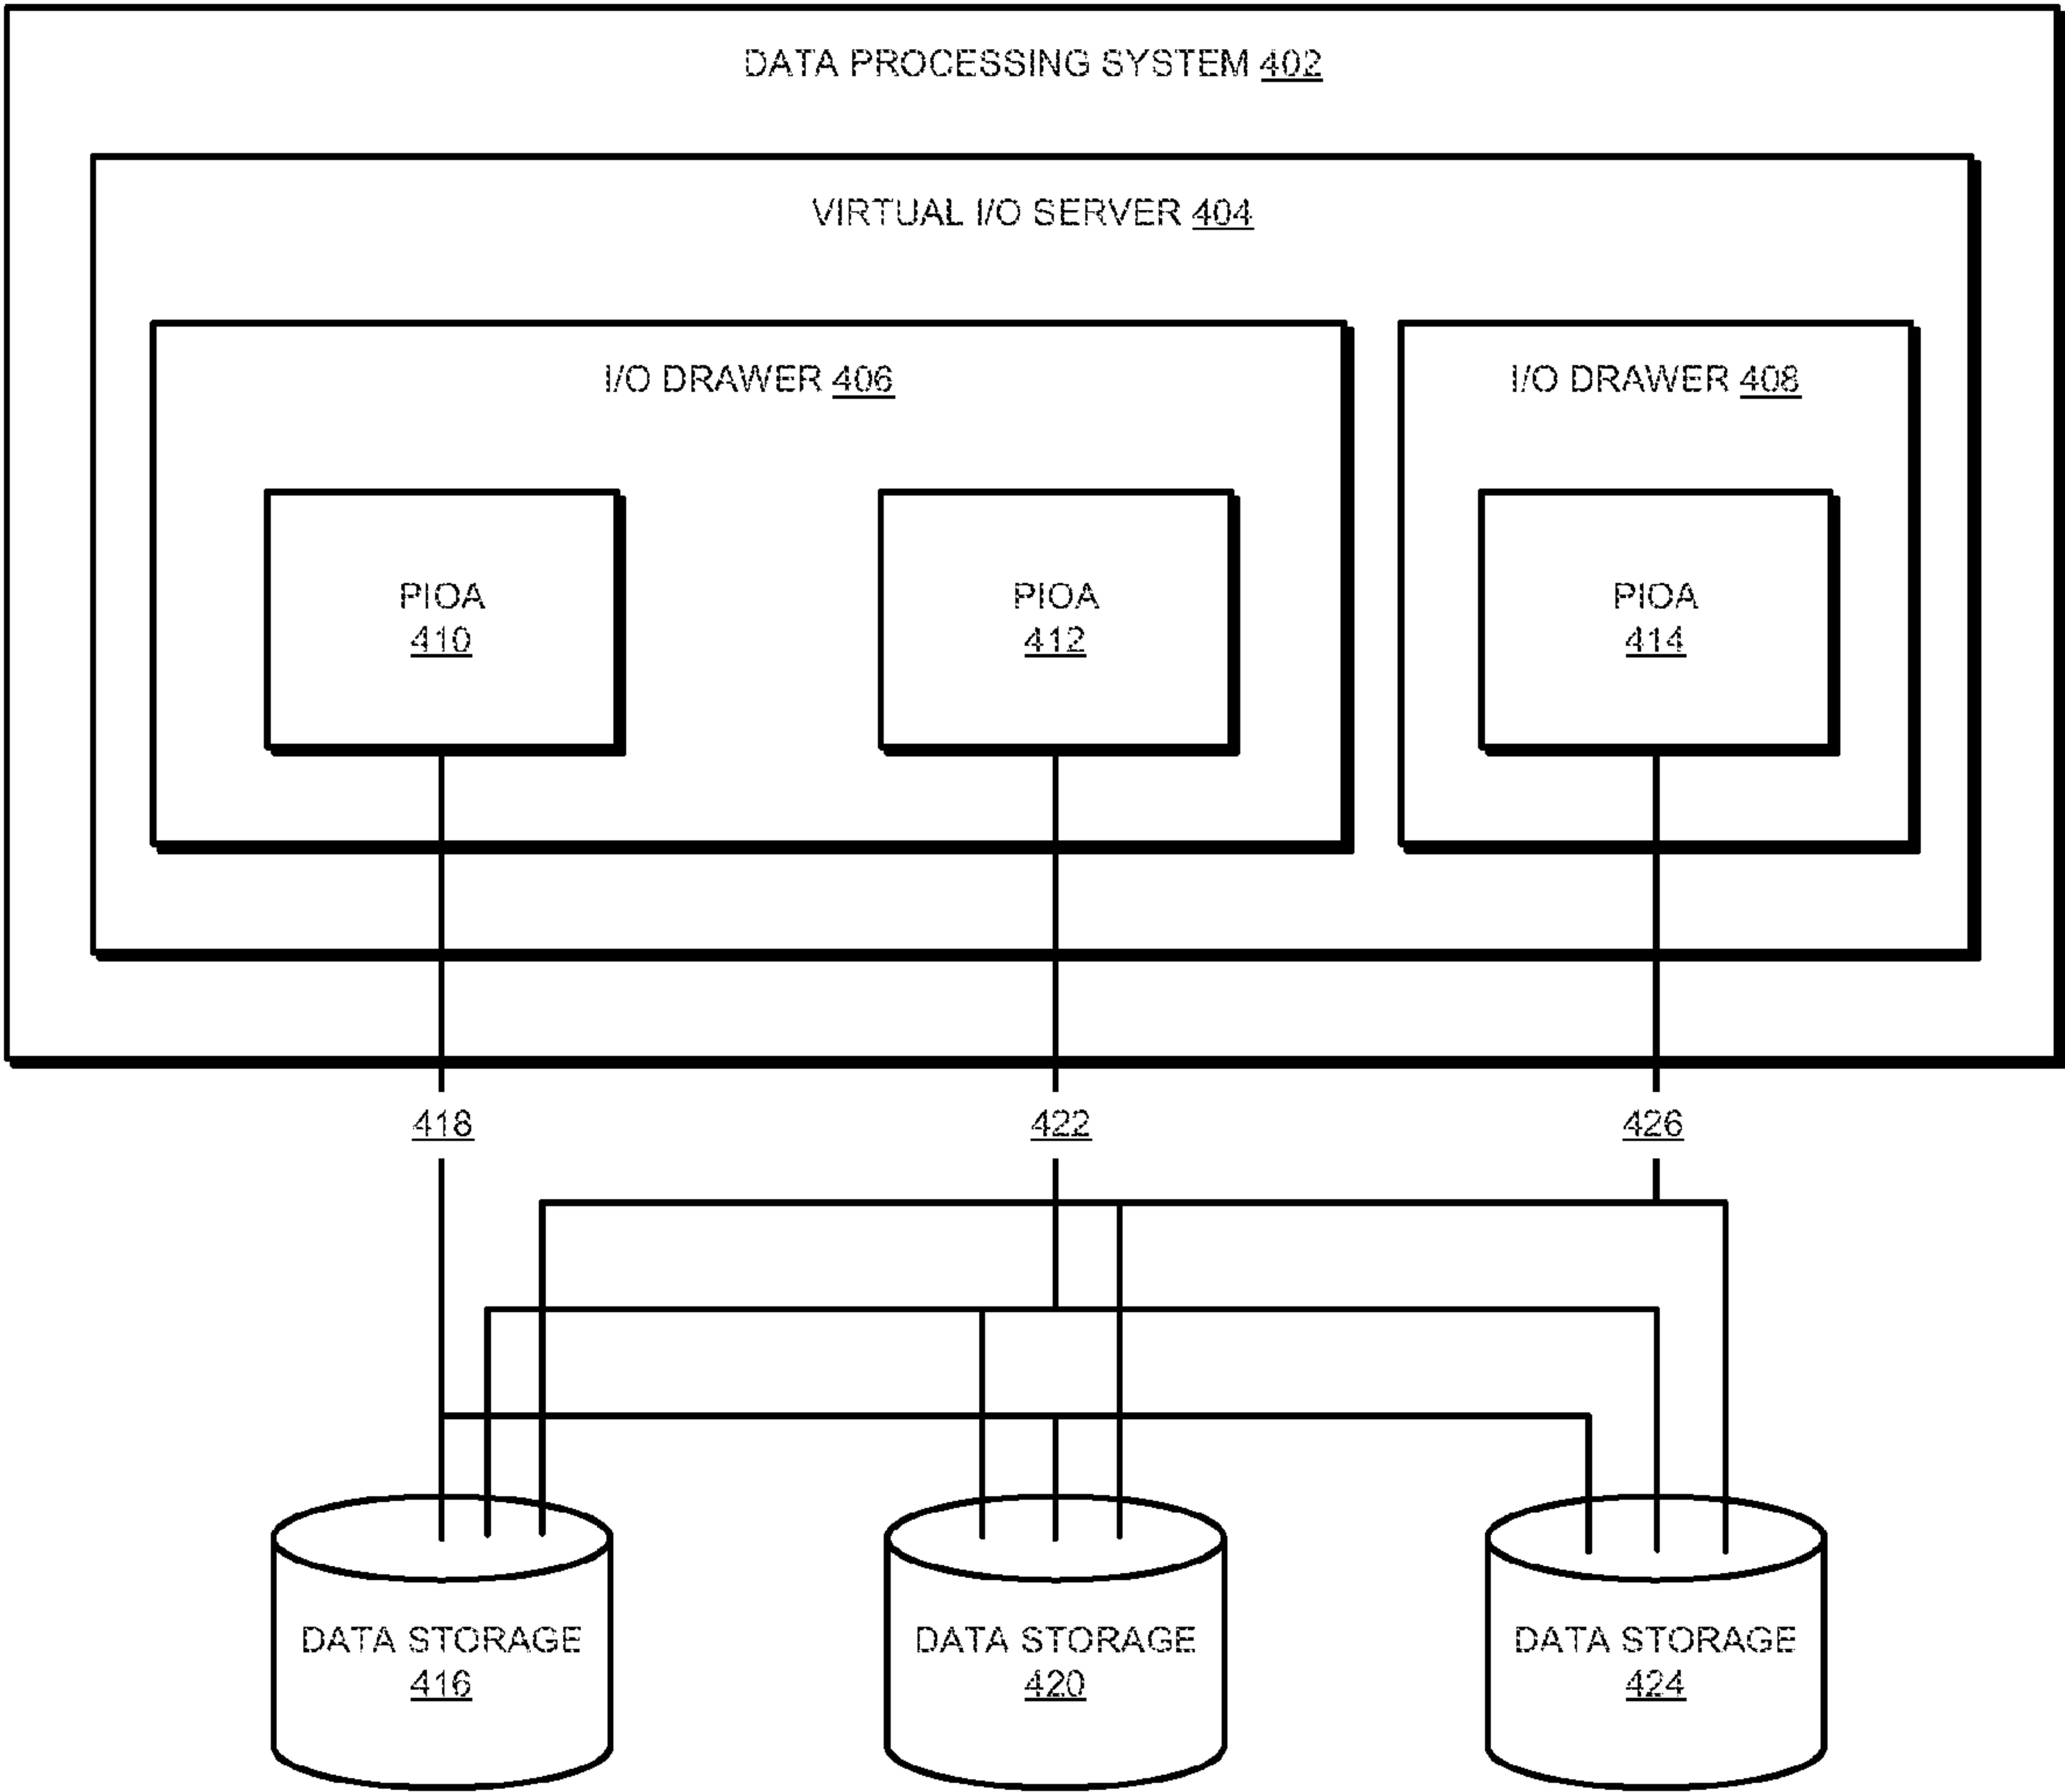 DATA PROCESSING SYSTEM 402
VIRTUAL I/O SERVER 404
I/O DRAWER 406
I/O DRAWER 408
PIOA
410
PIOA
412
PIOA
414
418
422
426
DATA STORAGE
416
DATA STORAGE
420
DATA STORAGE
424